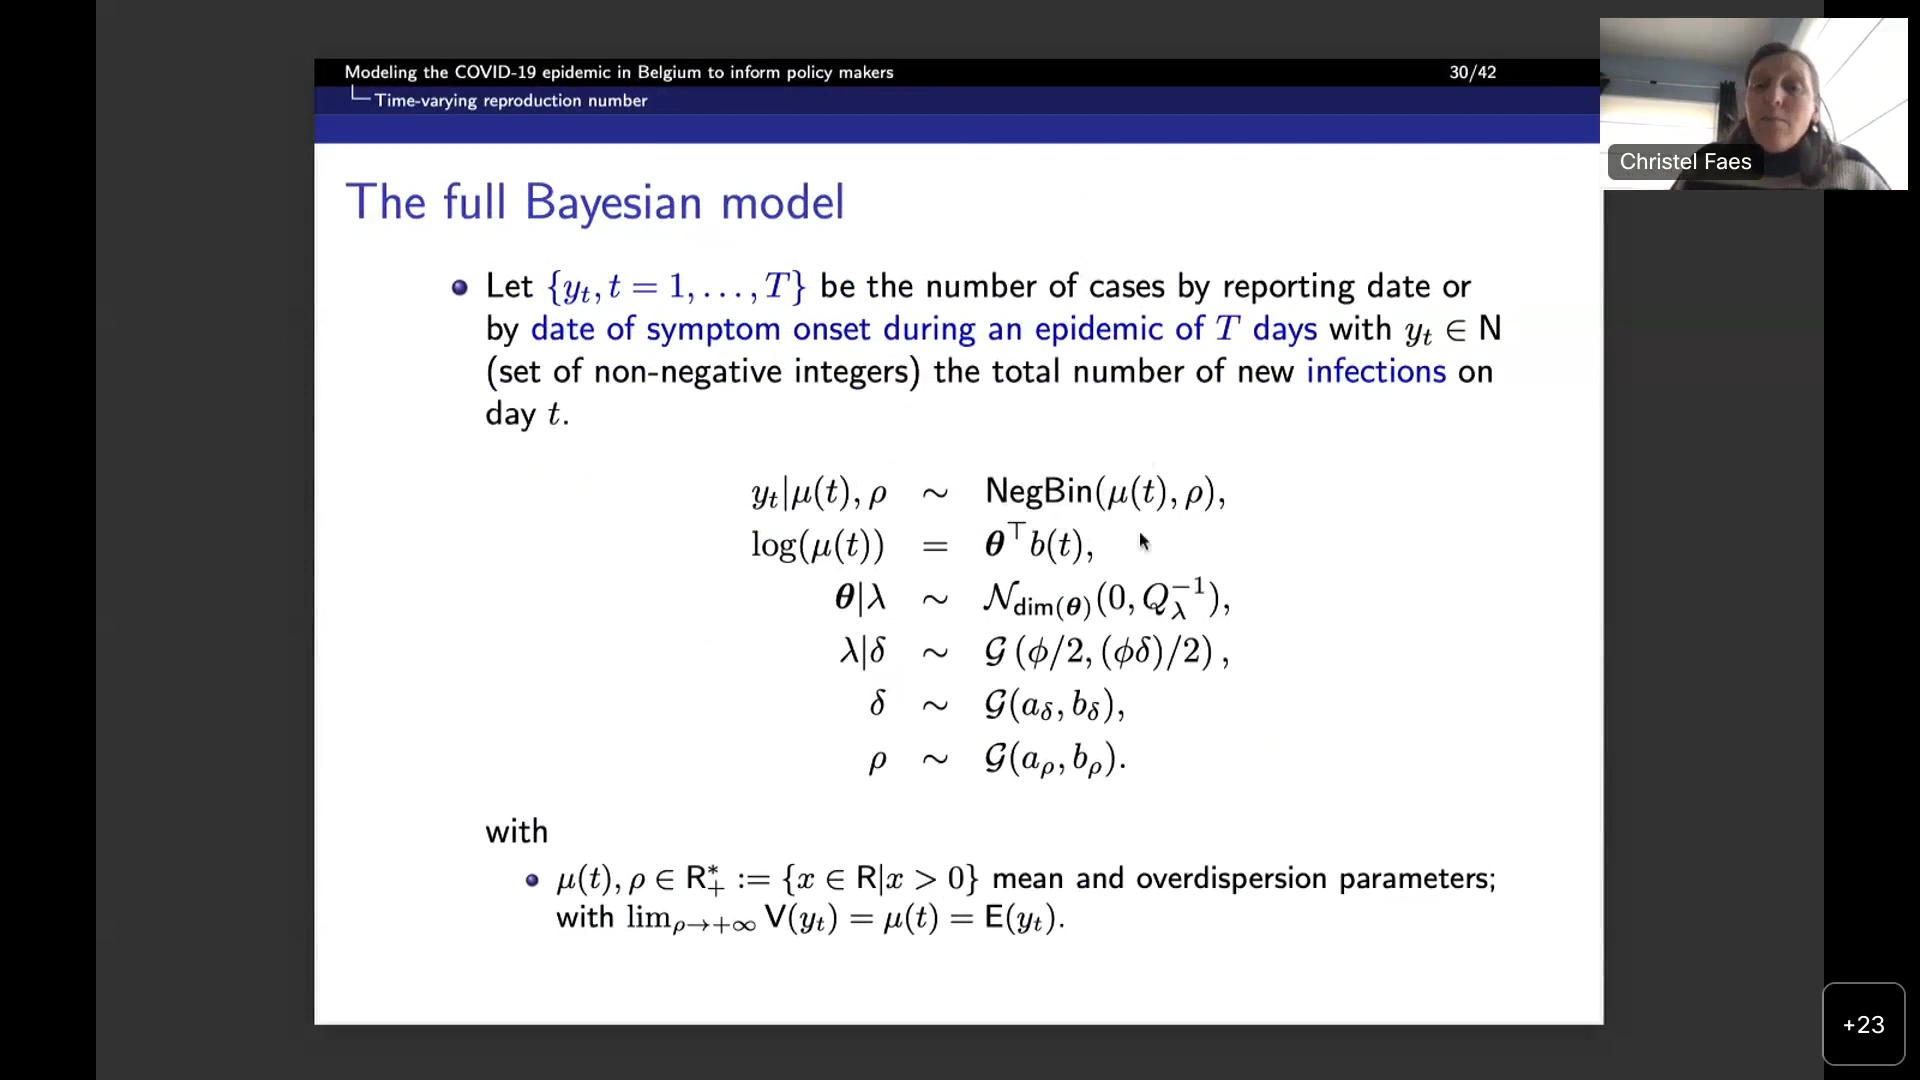 Modeling the COVID-19 epidemic in Belgium to inform policy makers 30/42
Time-varying reproduction number
Christel Faes
The full Bayesian model
Let {y_t, t = 1, . . . , T} be the number of cases by reporting date or
by date of symptom onset during an epidemic of T days with y_t ∈ N
(set of non-negative integers) the total number of new infections on
day t.
y_t|μ(t), ρ ∼ NegBin(μ(t), ρ),
log(μ(t)) = θ^⊤ b(t),
θ|λ ∼ 𝒩_dim(θ)(0, Q_λ^−1),
λ|δ ∼ 𝒢 (ϕ/2, (ϕδ)/2) ,
δ ∼ 𝒢(a_δ, b_δ),
ρ ∼ 𝒢(a_ρ, b_ρ).
with
μ(t), ρ ∈ R_+^* := {x ∈ R|x > 0} mean and overdispersion parameters;
with lim_ρ→+∞ V(y_t) = μ(t) = E(y_t).
+23